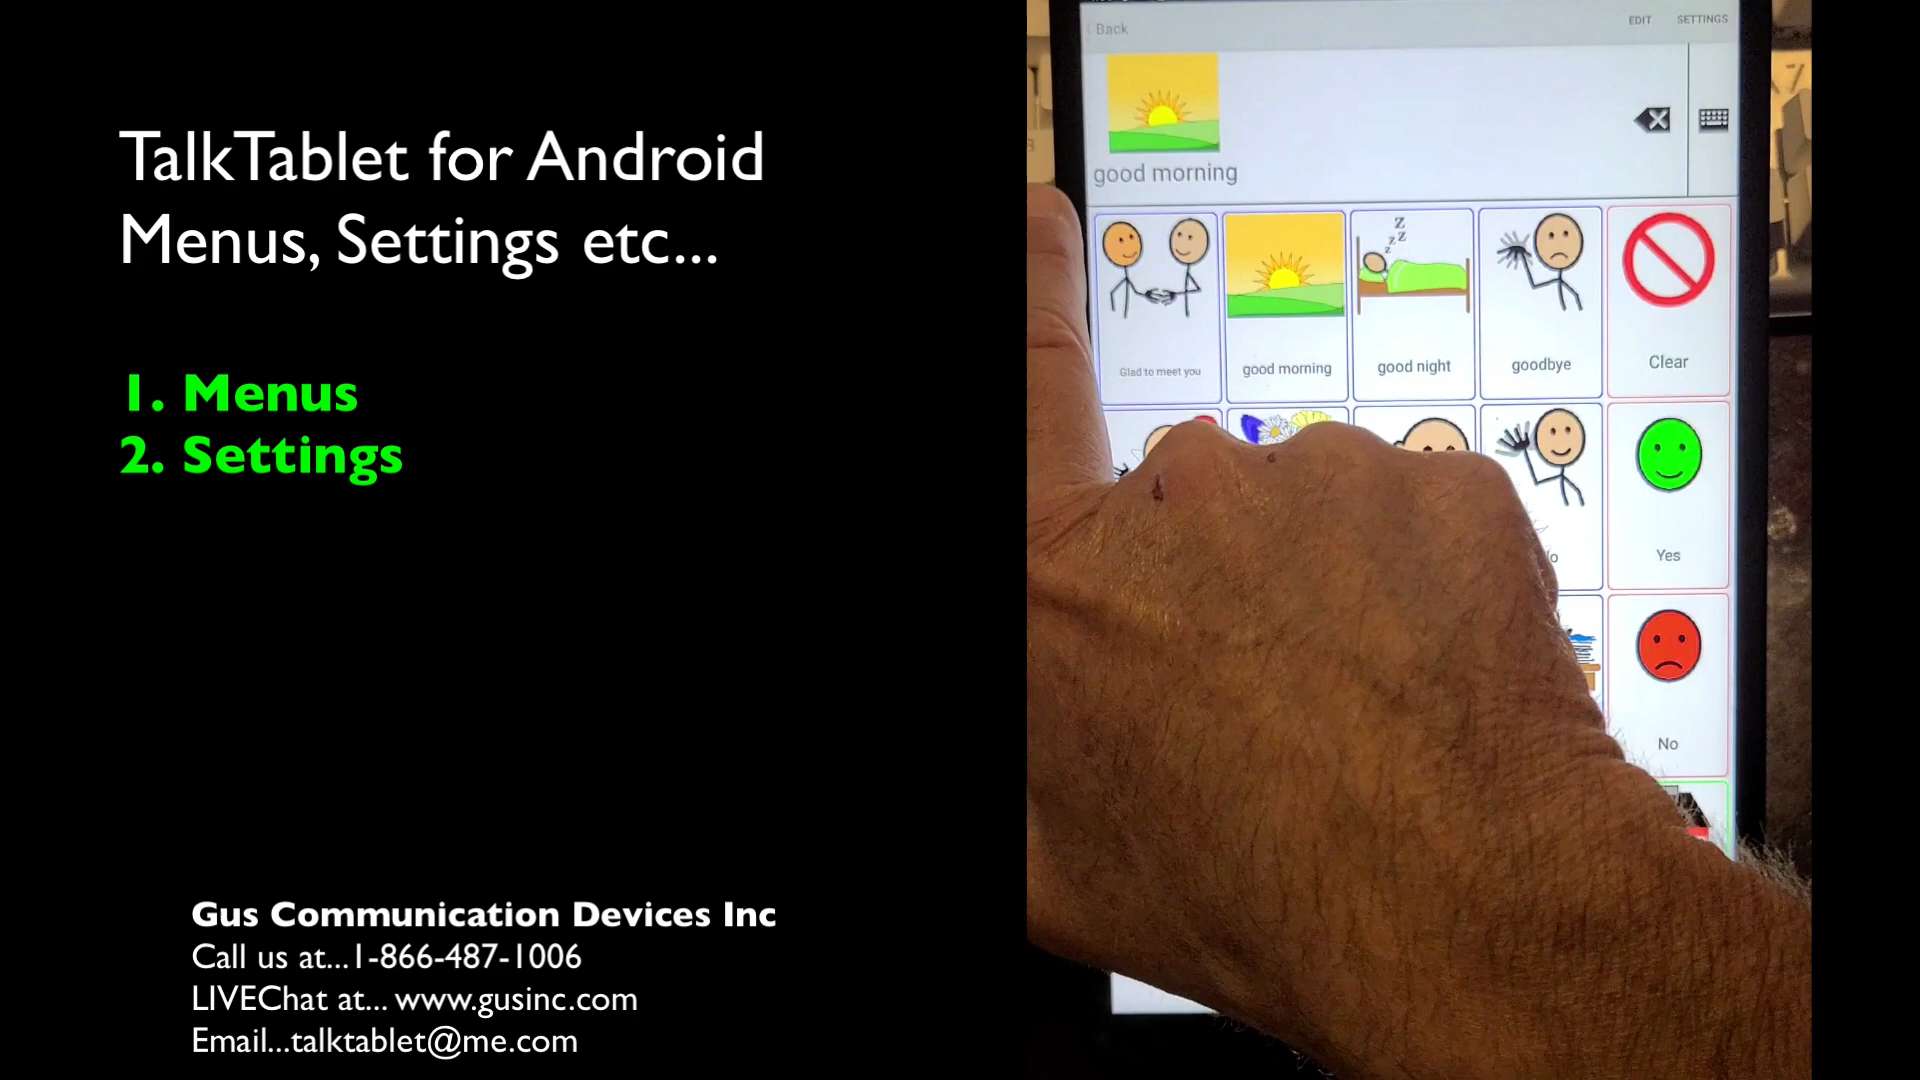 TalkTablet for Android
Menus, Settings etc...
1. Menus
2. Settings
Gus Communication Devices Inc
Call us at...1-866-487-1006
LIVEChat at... www.gusinc.com
Email...talktablet@me.com
Back
EDIT SETTINGS
good morning
z z z
Glad to meet you
good morning
good night
goodbye
Clear
Yes
No